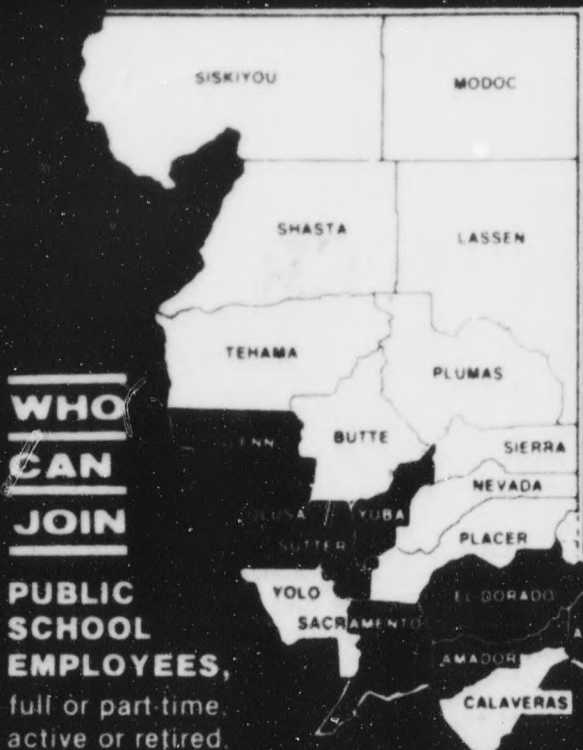 SISKIYOU
MODOC
SHASTA
LASSEN
TEHAMA
PLUMAS
WHO
CAN
JOIN
BUTTE
SIERRA
NEVADA
YUBA
SUTTER
PLACER
YOLO
EL DORADO
SACRAMENTO
AMADOR
CALAVERAS
PUBLIC
SCHOOL
EMPLOYEES,
full or part-time,
active or retired.